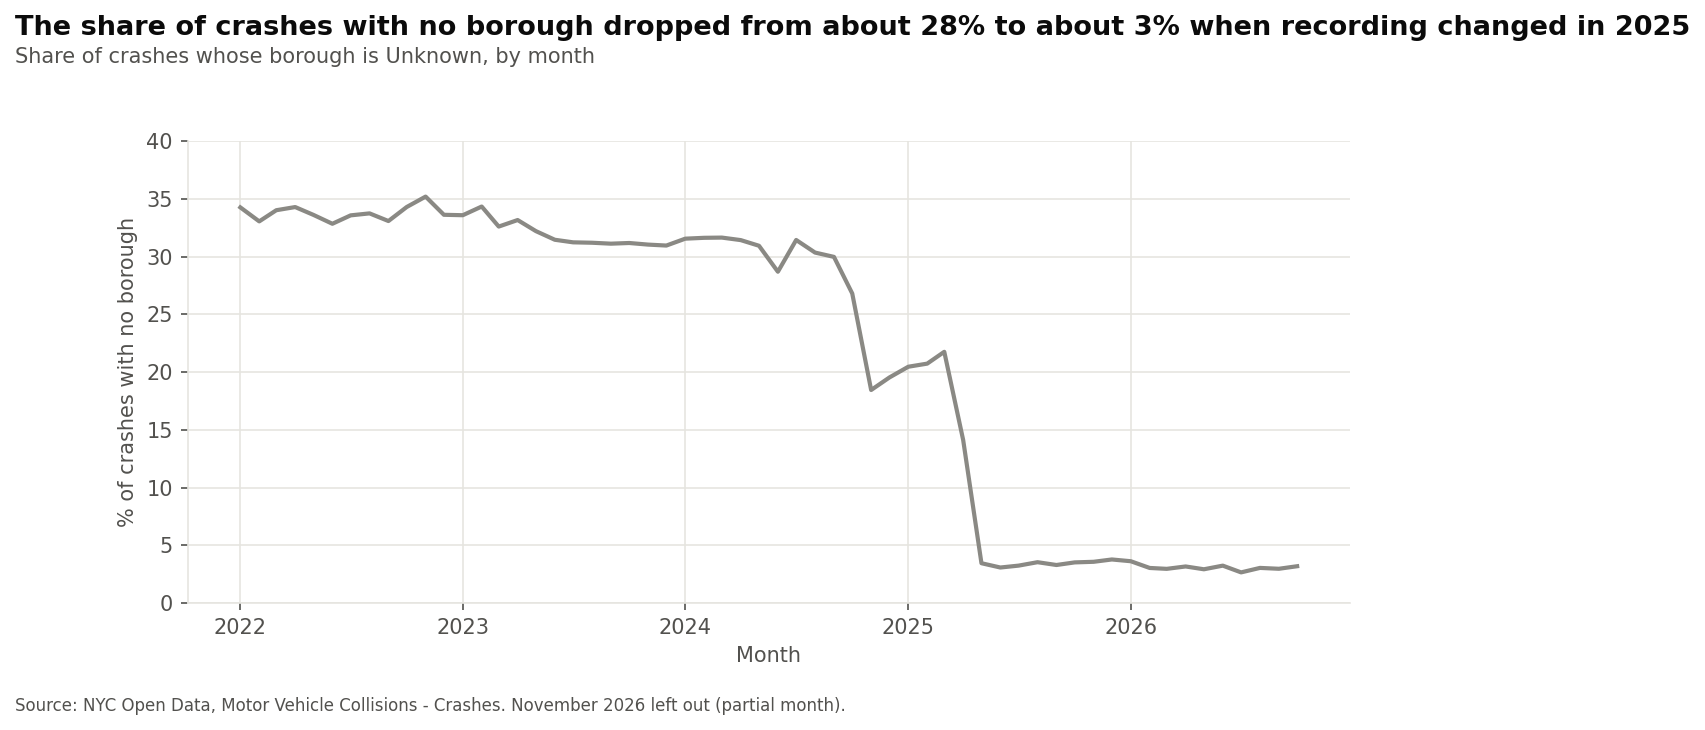 The share of crashes with no borough dropped from about 28% to about 3% when recording changed in 2025
Share of crashes whose borough is Unknown, by month
% of crashes with no borough
40
35
30
25
20
15
10
5
0
2022 2023 2024 2025 2026
Month
Source: NYC Open Data, Motor Vehicle Collisions - Crashes. November 2026 left out (partial month).